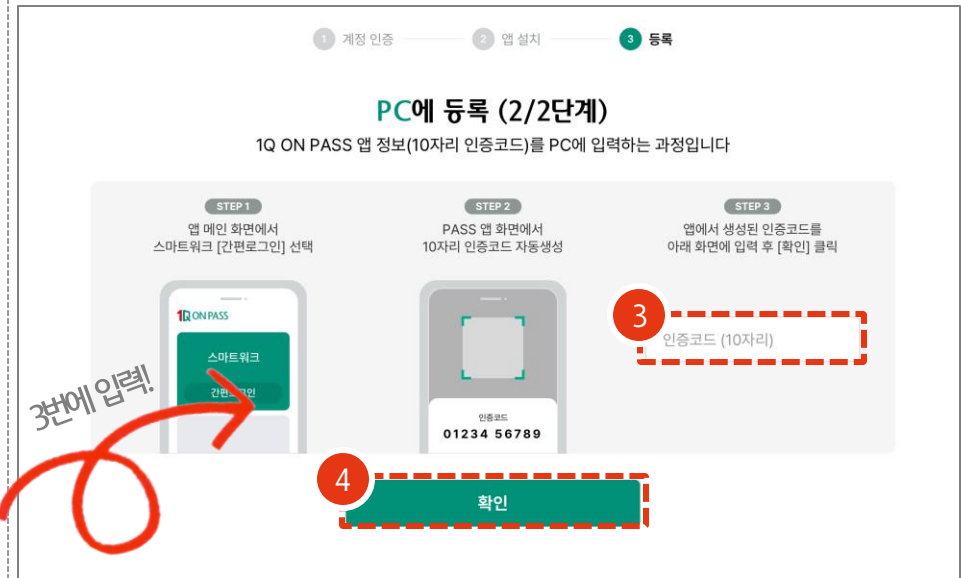 1 계정 인증 2 앱 설치 3 등록
PC에 등록 (2/2단계)
1Q ON PASS 앱 정보(10자리 인증코드)를 PC에 입력하는 과정입니다
STEP 1
앱 메인 화면에서
스마트워크 [간편로그인] 선택
1Q ON PASS
스마트워크
간편로그인
3번에 입력!
STEP 2
PASS 앱 화면에서
10자리 인증코드 자동생성
인증코드
01234 56789
STEP 3
앱에서 생성된 인증코드를
아래 화면에 입력 후 [확인] 클릭
3
인증코드 (10자리)
4
확인